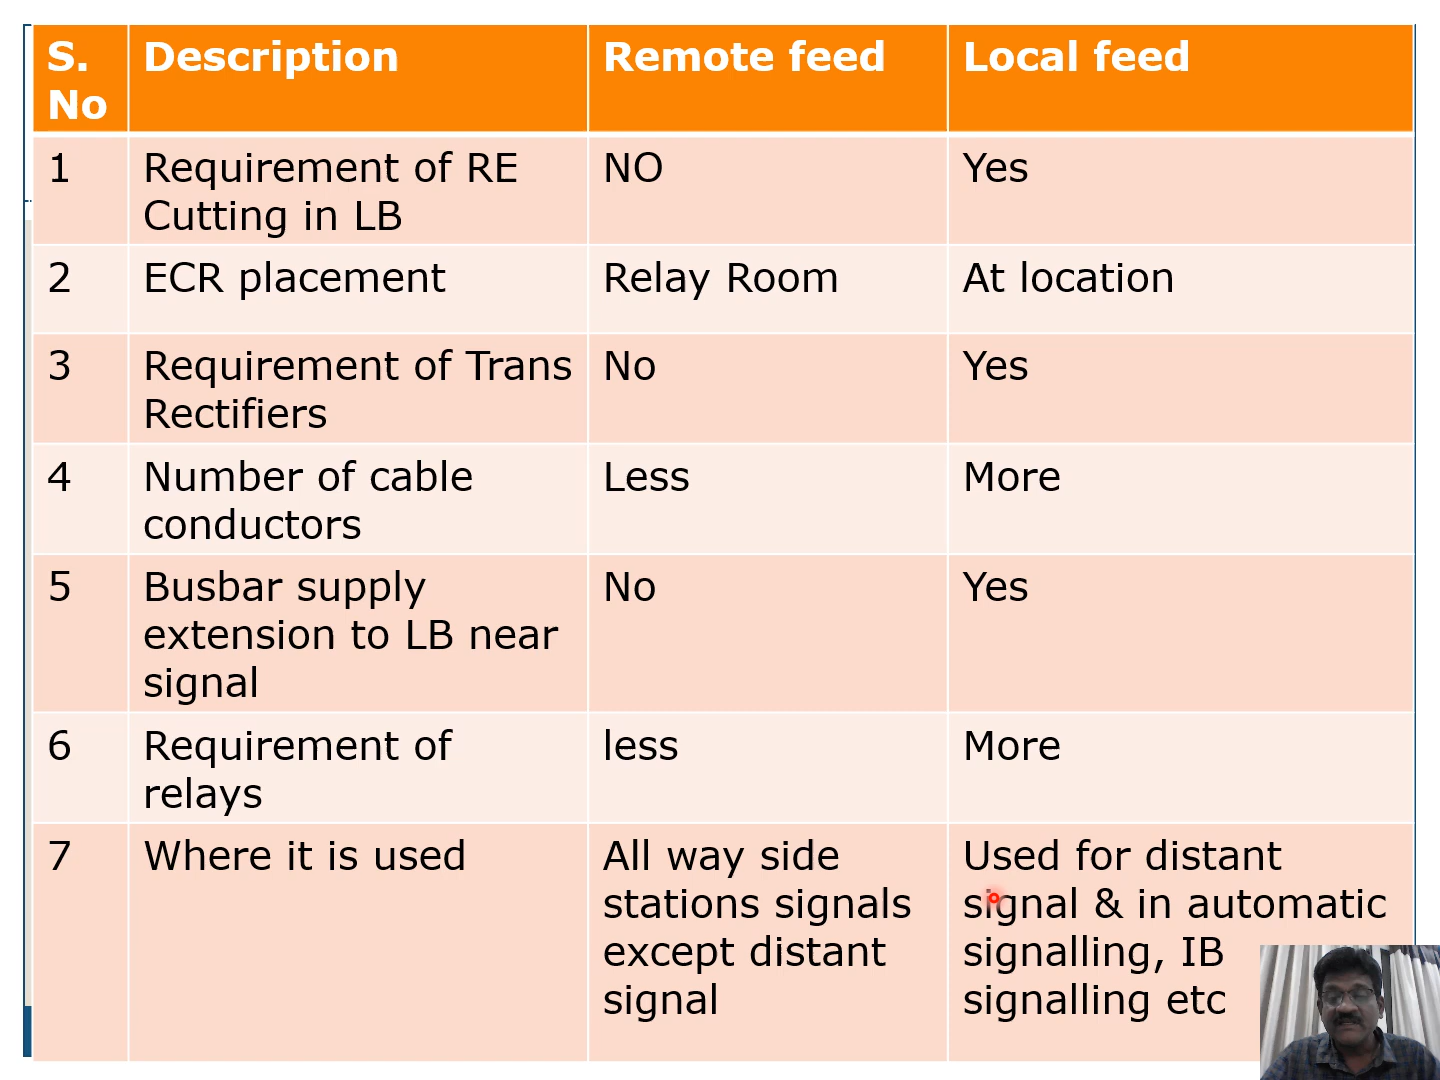 S. No Description Remote feed Local feed
1 Requirement of RE Cutting in LB NO Yes
2 ECR placement Relay Room At location
3 Requirement of Trans Rectifiers No Yes
4 Number of cable conductors Less More
5 Busbar supply extension to LB near signal No Yes
6 Requirement of relays less More
7 Where it is used All way side stations signals except distant signal Used for distant signal & in automatic signalling, IB signalling etc